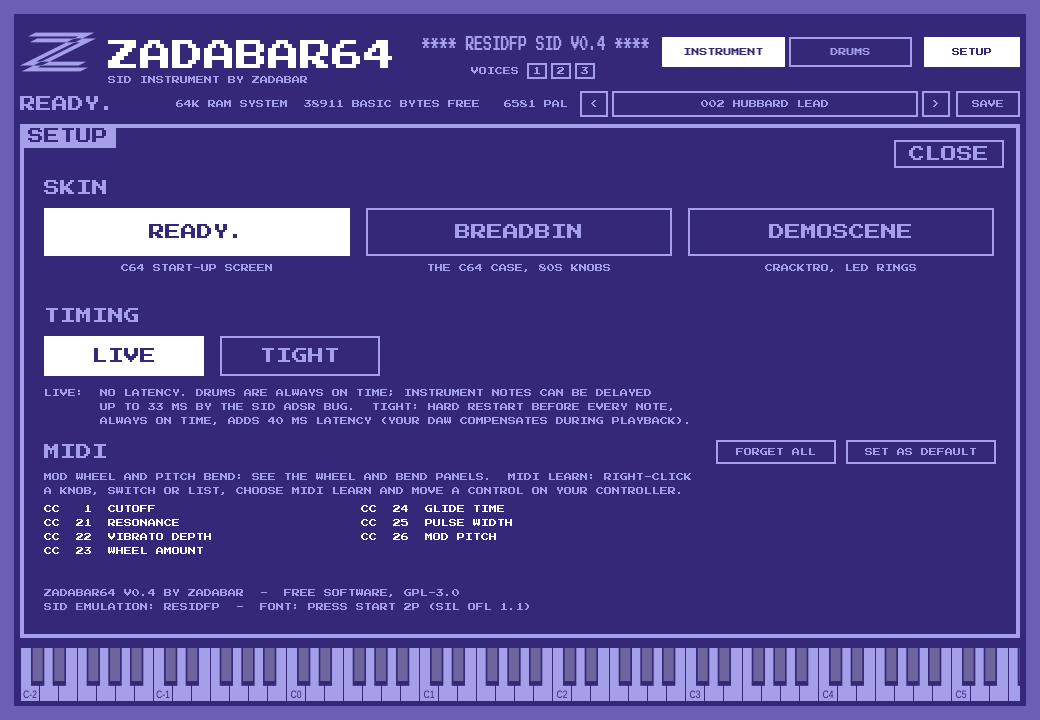 ZADABAR64
SID INSTRUMENT BY ZADABAR
**** RESIDFP SID V0.4 ****
VOICES 1 2 3
INSTRUMENT DRUMS SETUP
READY.
64K RAM SYSTEM 38911 BASIC BYTES FREE 6581 PAL < 002 HUBBARD LEAD > SAVE
SETUP
CLOSE
SKIN
READY. BREADBIN DEMOSCENE
C64 START-UP SCREEN THE C64 CASE, 80S KNOBS CRACKTRO, LED RINGS
TIMING
LIVE TIGHT
LIVE: NO LATENCY. DRUMS ARE ALWAYS ON TIME; INSTRUMENT NOTES CAN BE DELAYED
UP TO 33 MS BY THE SID ADSR BUG. TIGHT: HARD RESTART BEFORE EVERY NOTE,
ALWAYS ON TIME, ADDS 40 MS LATENCY (YOUR DAW COMPENSATES DURING PLAYBACK).
MIDI
FORGET ALL SET AS DEFAULT
MOD WHEEL AND PITCH BEND: SEE THE WHEEL AND BEND PANELS. MIDI LEARN: RIGHT-CLICK
A KNOB, SWITCH OR LIST, CHOOSE MIDI LEARN AND MOVE A CONTROL ON YOUR CONTROLLER.
CC 1 CUTOFF CC 24 GLIDE TIME
CC 21 RESONANCE CC 25 PULSE WIDTH
CC 22 VIBRATO DEPTH CC 26 MOD PITCH
CC 23 WHEEL AMOUNT
ZADABAR64 V0.4 BY ZADABAR - FREE SOFTWARE, GPL-3.0
SID EMULATION: RESIDFP - FONT: PRESS START 2P (SIL OFL 1.1)
C-2 C-1 C0 C1 C2 C3 C4 C5